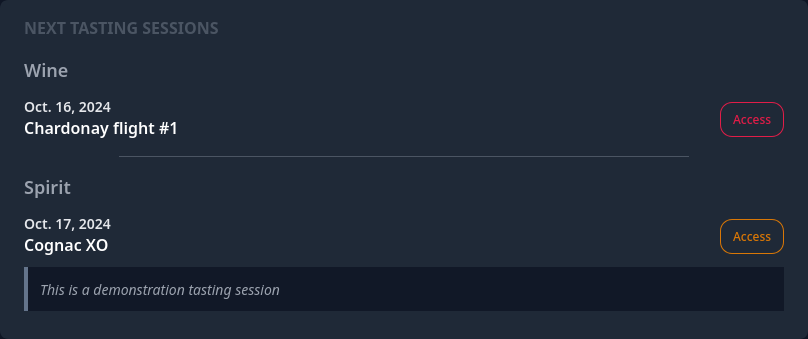 NEXT TASTING SESSIONS
Wine
Oct. 16, 2024
Chardonay flight #1
Access
Spirit
Oct. 17, 2024
Cognac XO
Access
This is a demonstration tasting session